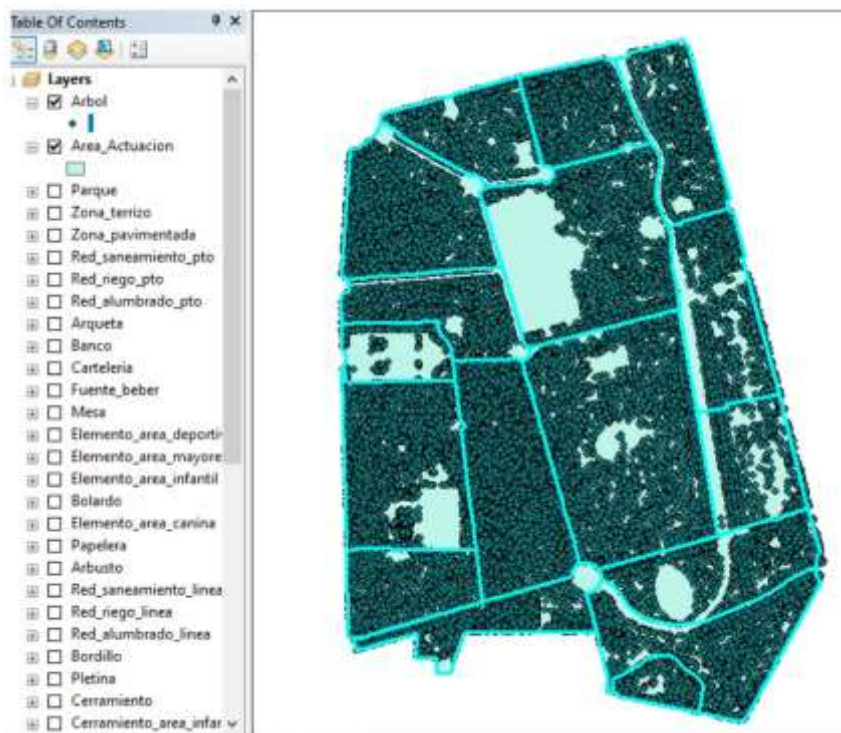 Table Of Contents
Layers
Arbol
Area_Actuacion
Parque
Zona_terrizo
Zona_pavimentada
Red_saneamiento_pto
Red_riego_pto
Red_alumbrado_pto
Arqueta
Banco
Carteleria
Fuente_beber
Mesa
Elemento_area_deporti
Elemento_area_mayore
Elemento_area_infantil
Bolardo
Elemento_area_canina
Papelera
Arbusto
Red_saneamiento_linea
Red_riego_linea
Red_alumbrado_linea
Bordillo
Pletina
Cerramiento
Cerramiento_area_infar